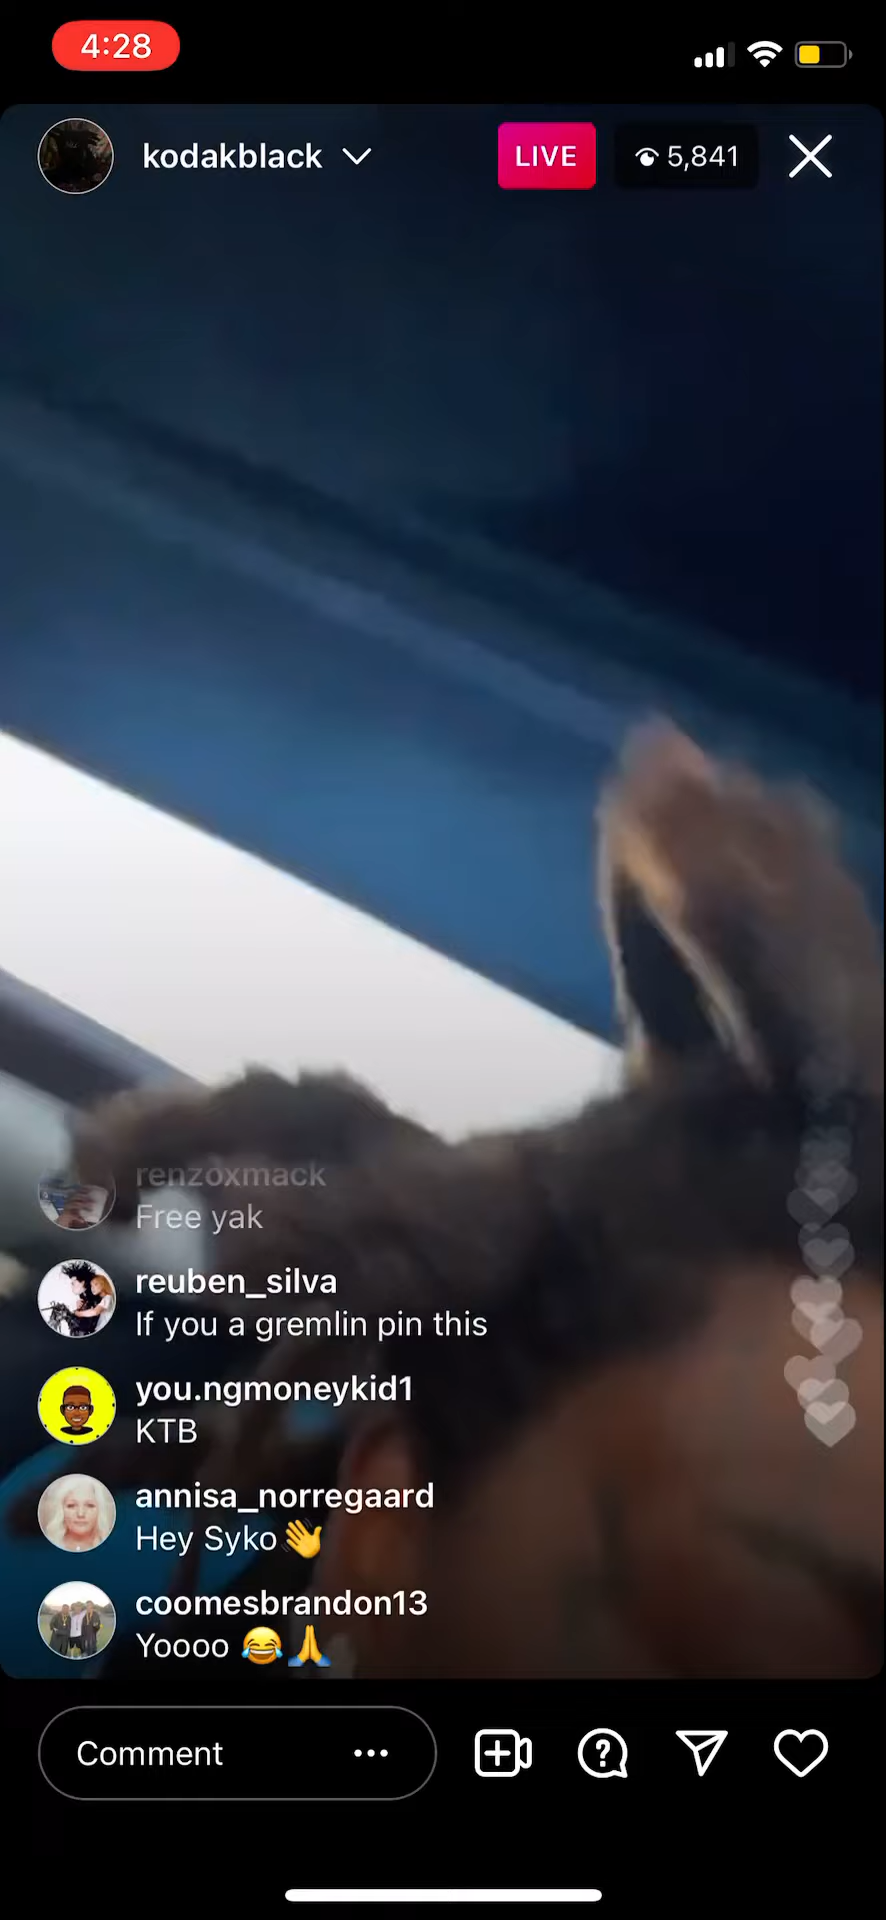 4:28
kodakblack
LIVE
5,841
renzoxmack
Free yak
reuben_silva
If you a gremlin pin this
you.ngmoneykid1
KTB
annisa_norregaard
Hey Syko👋
coomesbrandon13
Yoooo 😂🙏
Comment